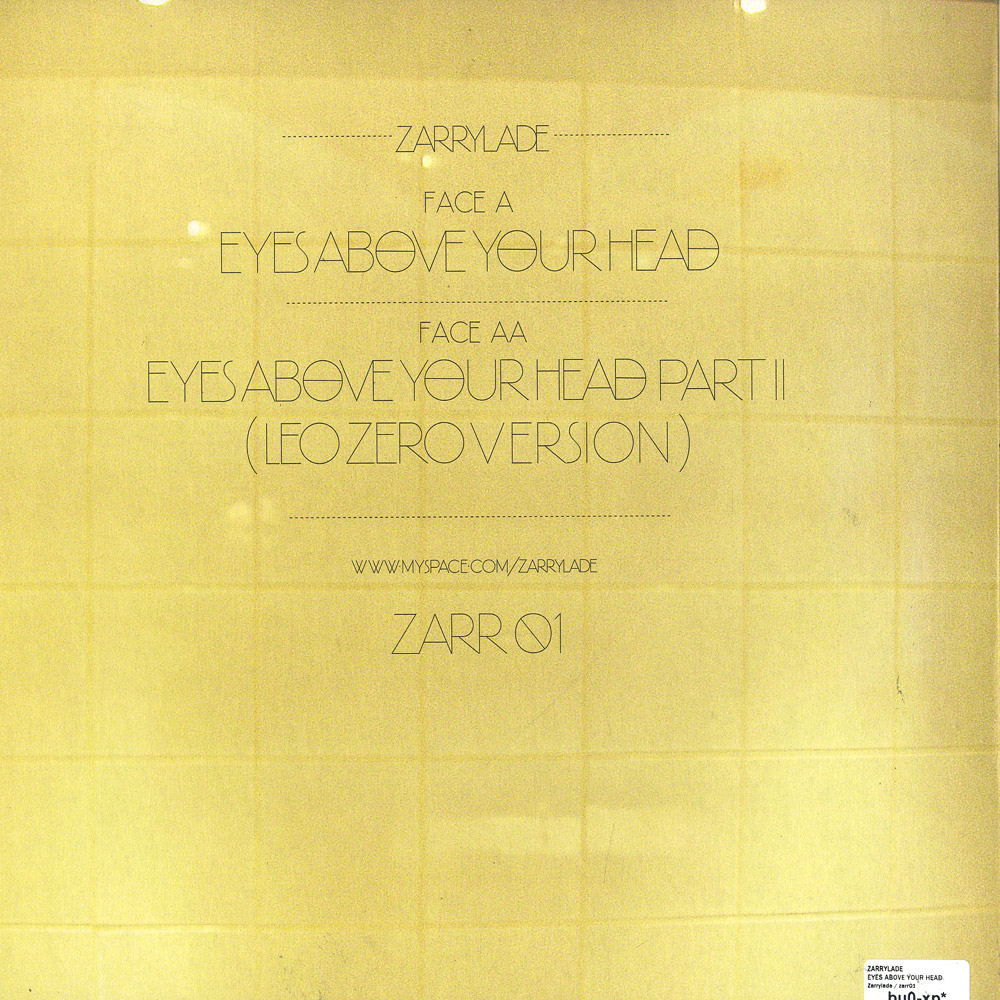 ZARRYLADE
FACE A
EYES ABOVE YOUR HEAD
FACE AA
EYES ABOVE YOUR HEAD PART II
(LEO ZERO VERSION)
WWW.MYSPACE.COM/ZARRYLADE
ZARR 01
ZARRYLADE
EYES ABOVE YOUR HEAD
Zarrylade / zarr01